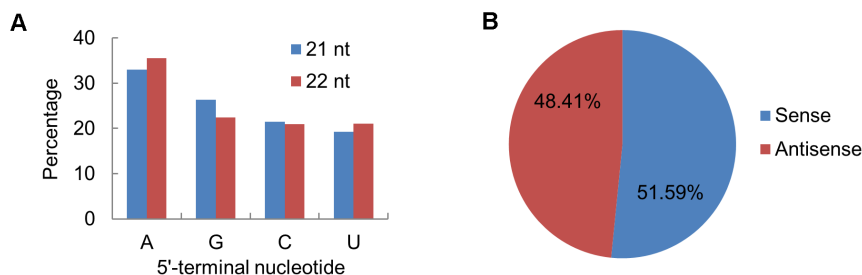 A
40
30
20
10
0
Percentage
21 nt
22 nt
A G C U
5'-terminal nucleotide
B
48.41%
51.59%
Sense
Antisense